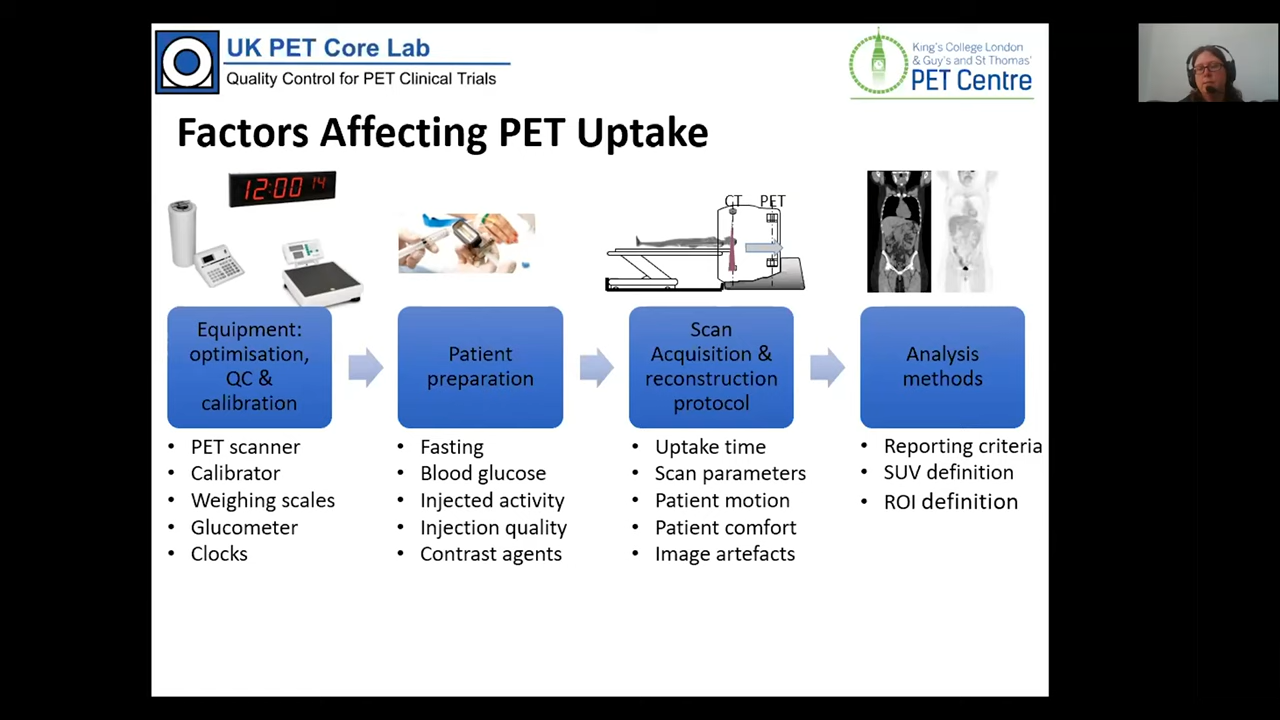 UK PET Core Lab
Quality Control for PET Clinical Trials
King's College London
& Guy's and St Thomas'
PET Centre
Factors Affecting PET Uptake
12:00 14
CT PET
Equipment:
optimisation,
QC &
calibration
• PET scanner
• Calibrator
• Weighing scales
• Glucometer
• Clocks
Patient
preparation
• Fasting
• Blood glucose
• Injected activity
• Injection quality
• Contrast agents
Scan
Acquisition &
reconstruction
protocol
• Uptake time
• Scan parameters
• Patient motion
• Patient comfort
• Image artefacts
Analysis
methods
• Reporting criteria
• SUV definition
• ROI definition